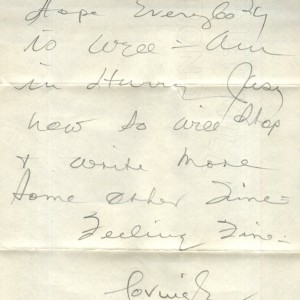 Hope Everybody
is well - am
in Hurry Just
now so will stop
& write more
some other time -
Feeling Fine -
Loving